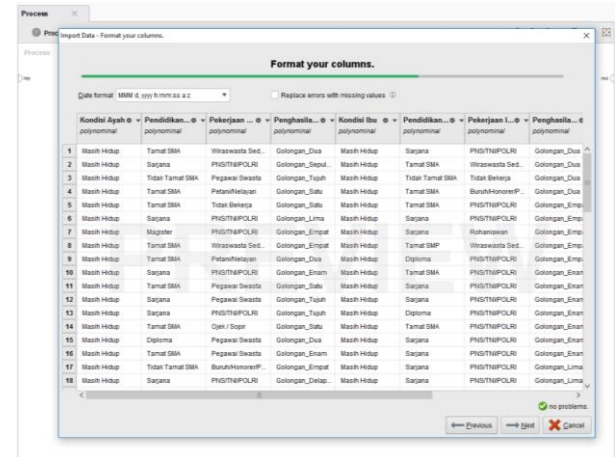 Process
Process
Import Data - Format your columns.
Format your columns.
Date format MMM d, yyyy h:mm:ss a z
Replace errors with missing values
Kondisi Ayah Pendidikan... Pekerjaan ... Penghasila... Kondisi Ibu Pendidikan... Pekerjaan I... Penghasila...
polynominal polynominal polynominal polynominal polynominal polynominal polynominal polynominal
1 Masih Hidup Tamat SMA Wiraswasta Sed... Golongan_Dua Masih Hidup Sarjana PNS/TNI/POLRI Golongan_Dua
2 Masih Hidup Sarjana PNS/TNI/POLRI Golongan_Sepul... Masih Hidup Tamat SMA Wiraswasta Sed... Golongan_Dua
3 Masih Hidup Tidak Tamat SMA Pegawai Swasta Golongan_Tujuh Masih Hidup Tidak Tamat SMA Tidak Bekerja Golongan_Dua
4 Masih Hidup Tamat SMA Petani/Nelayan Golongan_Satu Masih Hidup Tamat SMA Buruh/Honorer/P... Golongan_Dua
5 Masih Hidup Tamat SMA Tidak Bekerja Golongan_Satu Masih Hidup Tamat SMA PNS/TNI/POLRI Golongan_Emp
6 Masih Hidup Sarjana PNS/TNI/POLRI Golongan_Lima Masih Hidup Sarjana PNS/TNI/POLRI Golongan_Emp
7 Masih Hidup Magister PNS/TNI/POLRI Golongan_Empat Masih Hidup Sarjana Rohaniawan Golongan_Emp
8 Masih Hidup Tamat SMA Wiraswasta Sed... Golongan_Empat Masih Hidup Tamat SMP Wiraswasta Sed... Golongan_Emp
9 Masih Hidup Tamat SMA Petani/Nelayan Golongan_Dua Masih Hidup Diploma PNS/TNI/POLRI Golongan_Emp
10 Masih Hidup Sarjana PNS/TNI/POLRI Golongan_Enam Masih Hidup Tamat SMA PNS/TNI/POLRI Golongan_Enam
11 Masih Hidup Tamat SMA Pegawai Swasta Golongan_Satu Masih Hidup Sarjana PNS/TNI/POLRI Golongan_Enam
12 Masih Hidup Sarjana Pegawai Swasta Golongan_Tujuh Masih Hidup Sarjana PNS/TNI/POLRI Golongan_Enam
13 Masih Hidup Sarjana PNS/TNI/POLRI Golongan_Tujuh Masih Hidup Diploma PNS/TNI/POLRI Golongan_Enam
14 Masih Hidup Tamat SMA Ojek / Sopir Golongan_Satu Masih Hidup Tamat SMA PNS/TNI/POLRI Golongan_Enam
15 Masih Hidup Diploma Pegawai Swasta Golongan_Dua Masih Hidup Sarjana PNS/TNI/POLRI Golongan_Enam
16 Masih Hidup Tamat SMA Pegawai Swasta Golongan_Enam Masih Hidup Sarjana PNS/TNI/POLRI Golongan_Enam
17 Masih Hidup Tidak Tamat SMA Buruh/Honorer/P... Golongan_Empat Masih Hidup Sarjana PNS/TNI/POLRI Golongan_Lima
18 Masih Hidup Sarjana PNS/TNI/POLRI Golongan_Delap... Masih Hidup Sarjana PNS/TNI/POLRI Golongan_Lima
no problems.
Previous Next Cancel